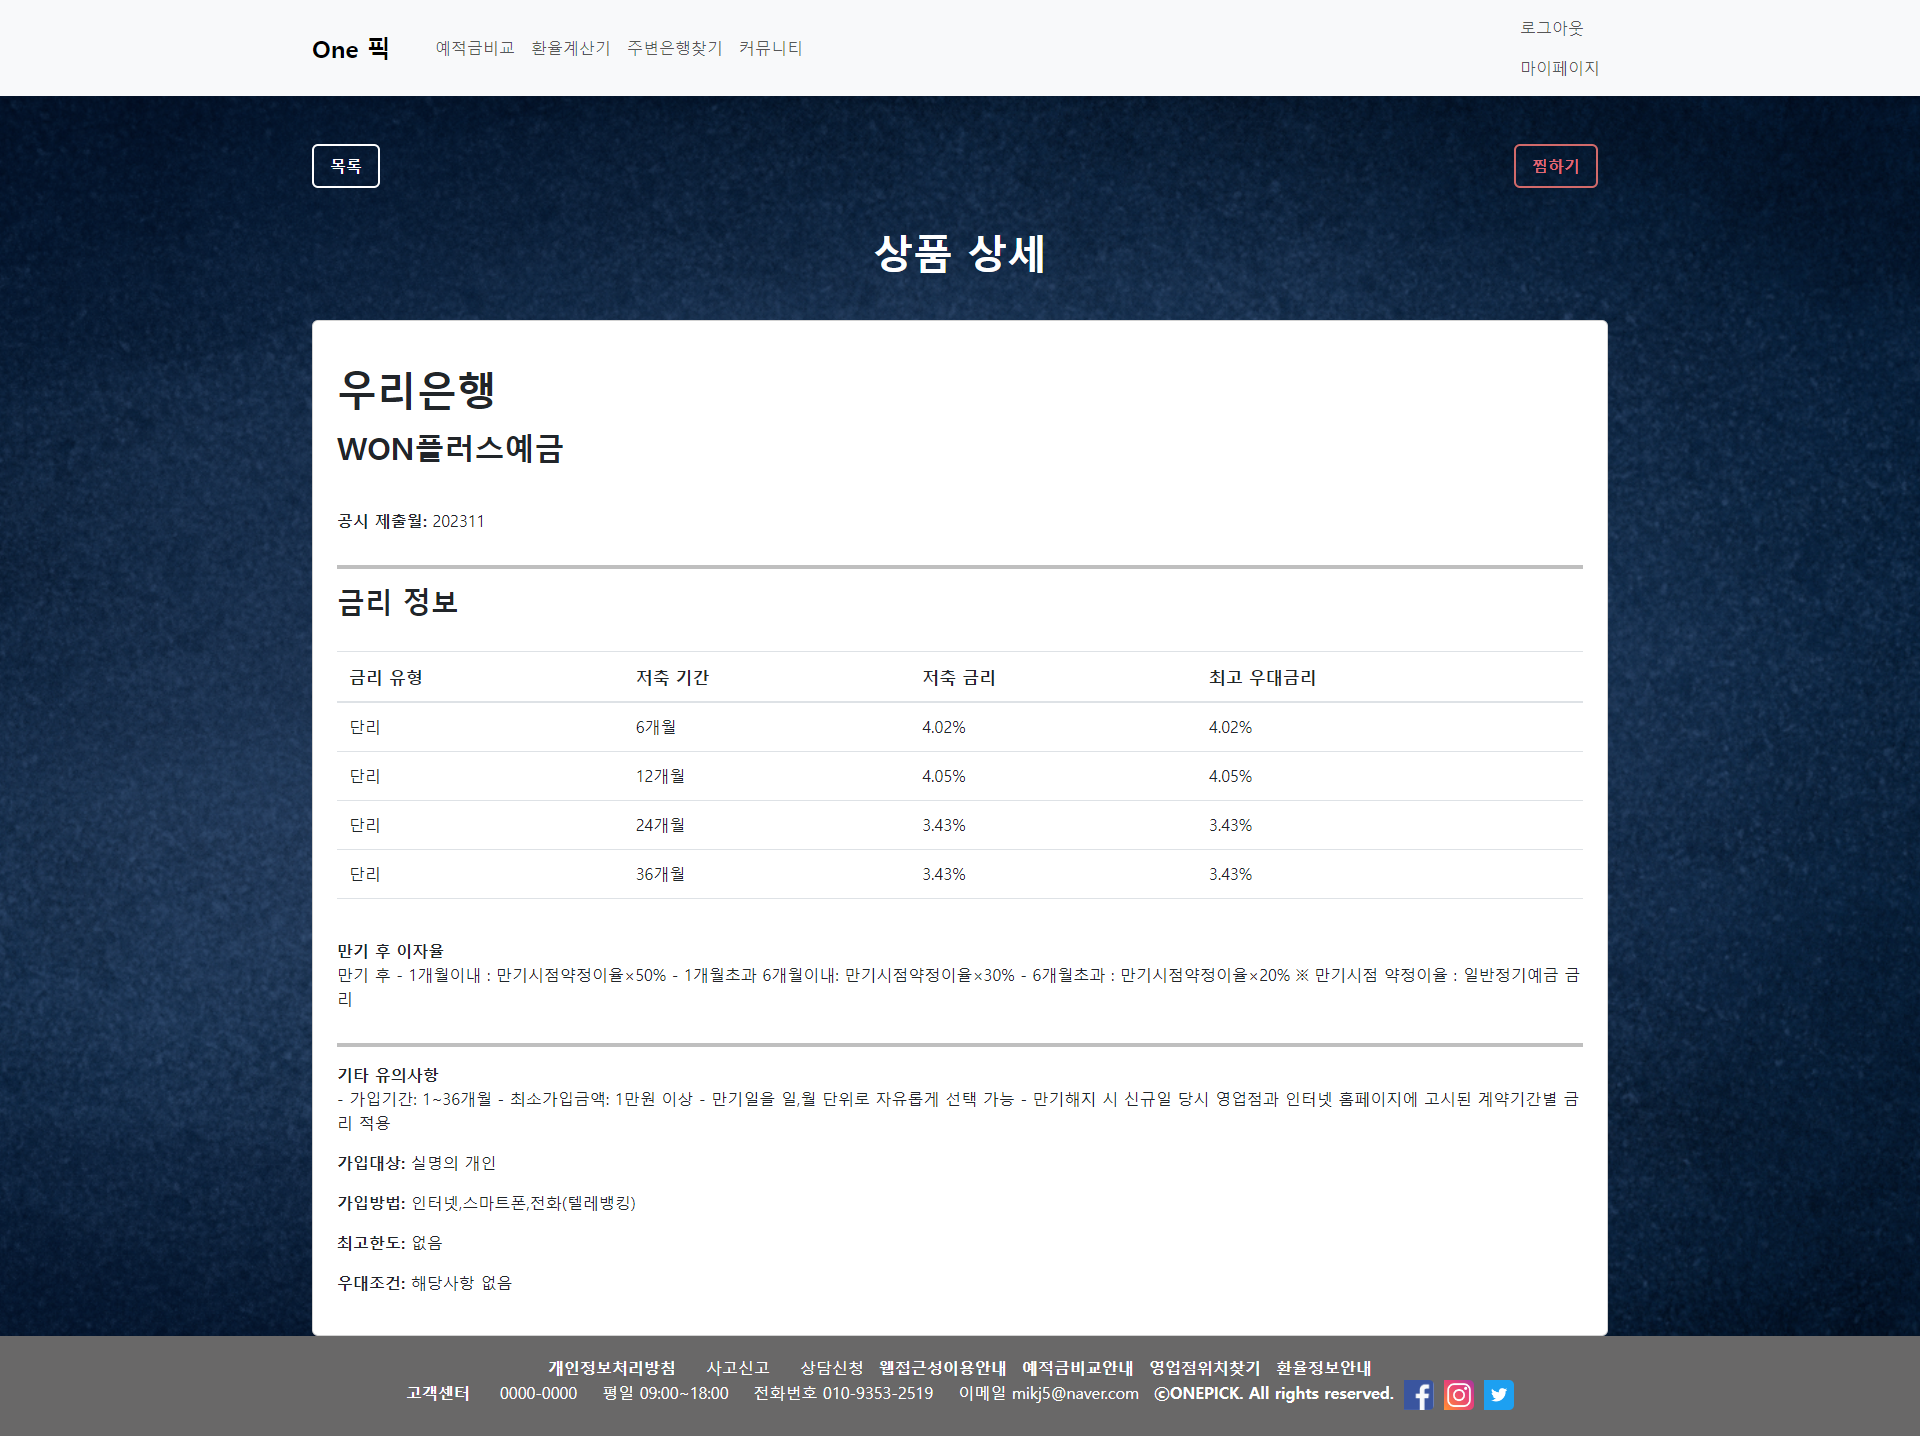 One 픽 예적금비교 환율계산기 주변은행찾기 커뮤니티
로그아웃
마이페이지
목록 찜하기
상품 상세
우리은행
WON플러스예금
공시 제출월: 202311
금리 정보
금리 유형 저축 기간 저축 금리 최고 우대금리
단리 6개월 4.02% 4.02%
단리 12개월 4.05% 4.05%
단리 24개월 3.43% 3.43%
단리 36개월 3.43% 3.43%
만기 후 이자율
만기 후 - 1개월이내 : 만기시점약정이율×50% - 1개월초과 6개월이내: 만기시점약정이율×30% - 6개월초과 : 만기시점약정이율×20% ※ 만기시점 약정이율 : 일반정기예금 금
리
기타 유의사항
- 가입기간: 1~36개월 - 최소가입금액: 1만원 이상 - 만기일을 일,월 단위로 자유롭게 선택 가능 - 만기해지 시 신규일 당시 영업점과 인터넷 홈페이지에 고시된 계약기간별 금
리 적용
가입대상: 실명의 개인
가입방법: 인터넷,스마트폰,전화(텔레뱅킹)
최고한도: 없음
우대조건: 해당사항 없음
개인정보처리방침 사고신고 상담신청 웹접근성이용안내 예적금비교안내 영업점위치찾기 환율정보안내
고객센터 0000-0000 평일 09:00~18:00 전화번호 010-9353-2519 이메일 mikj5@naver.com ⓒONEPICK. All rights reserved.